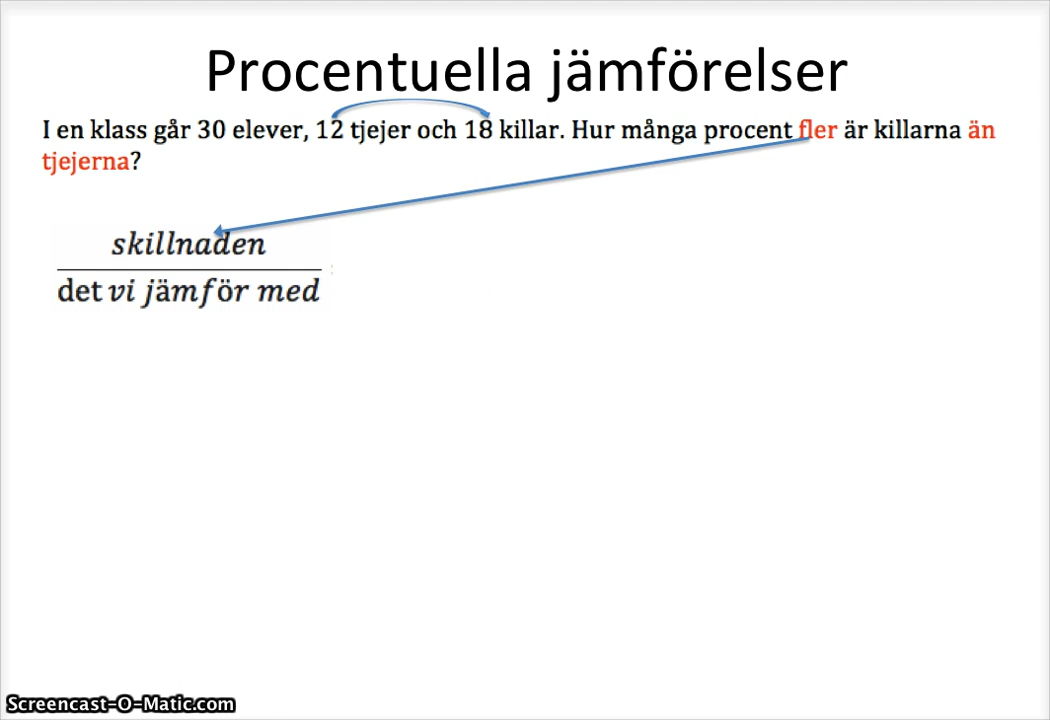 Procentuella jämförelser
I en klass går 30 elever, 12 tjejer och 18 killar. Hur många procent fler är killarna än
tjejerna?
skillnaden
det vi jämför med
Screencast-O-Matic.com